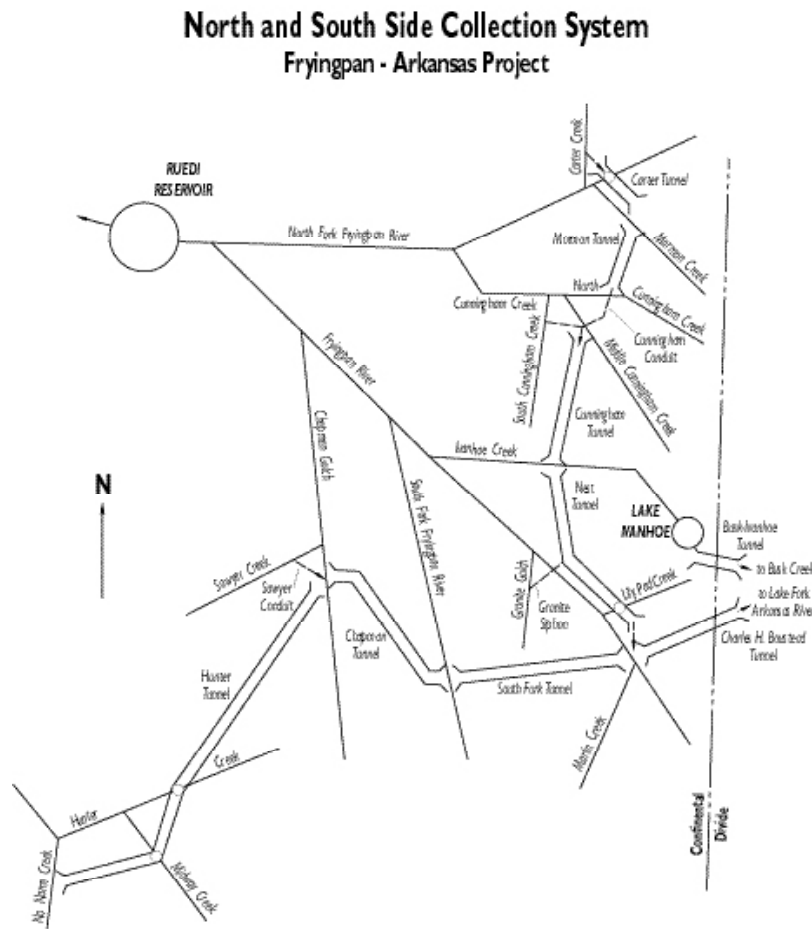 North and South Side Collection System
Fryingpan - Arkansas Project
Carter Creek
RUEDI
RESERVOIR
Carter Tunnel
North Fork Fryingpan River
Mormon Tunnel
Mormon Creek
North
Cunningham Creek
Cunningham Creek
South Cunningham Creek
Cunningham
Conduit
Middle Cunningham Creek
Fryingpan River
Cunningham
Tunnel
Chapman Gulch
Ivanhoe Creek
N
South Fork Fryingpan River
Nast
Tunnel
LAKE
IVANHOE
Busk-Ivanhoe
Tunnel
to Busk Creek
Sawyer Creek
Sawyer
Conduit
Granite Gulch
Granite
Siphon
Lily Pad Creek
to Lake Fork
Arkansas River
Charles H. Boustead
Tunnel
Chapman
Tunnel
Hunter
Tunnel
South Fork Tunnel
Marin Creek
Creek
Hunter
No Name Creek
Midway Creek
Continental
Divide